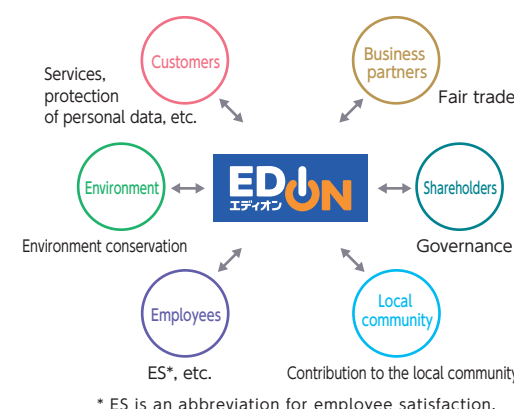 Customers
Services,
protection
of personal data, etc.
Business
partners
Fair trade
Environment
Environment conservation
EDION
エディオン
Shareholders
Governance
Employees
ES*, etc.
Local
community
Contribution to the local community
* ES is an abbreviation for employee satisfaction.